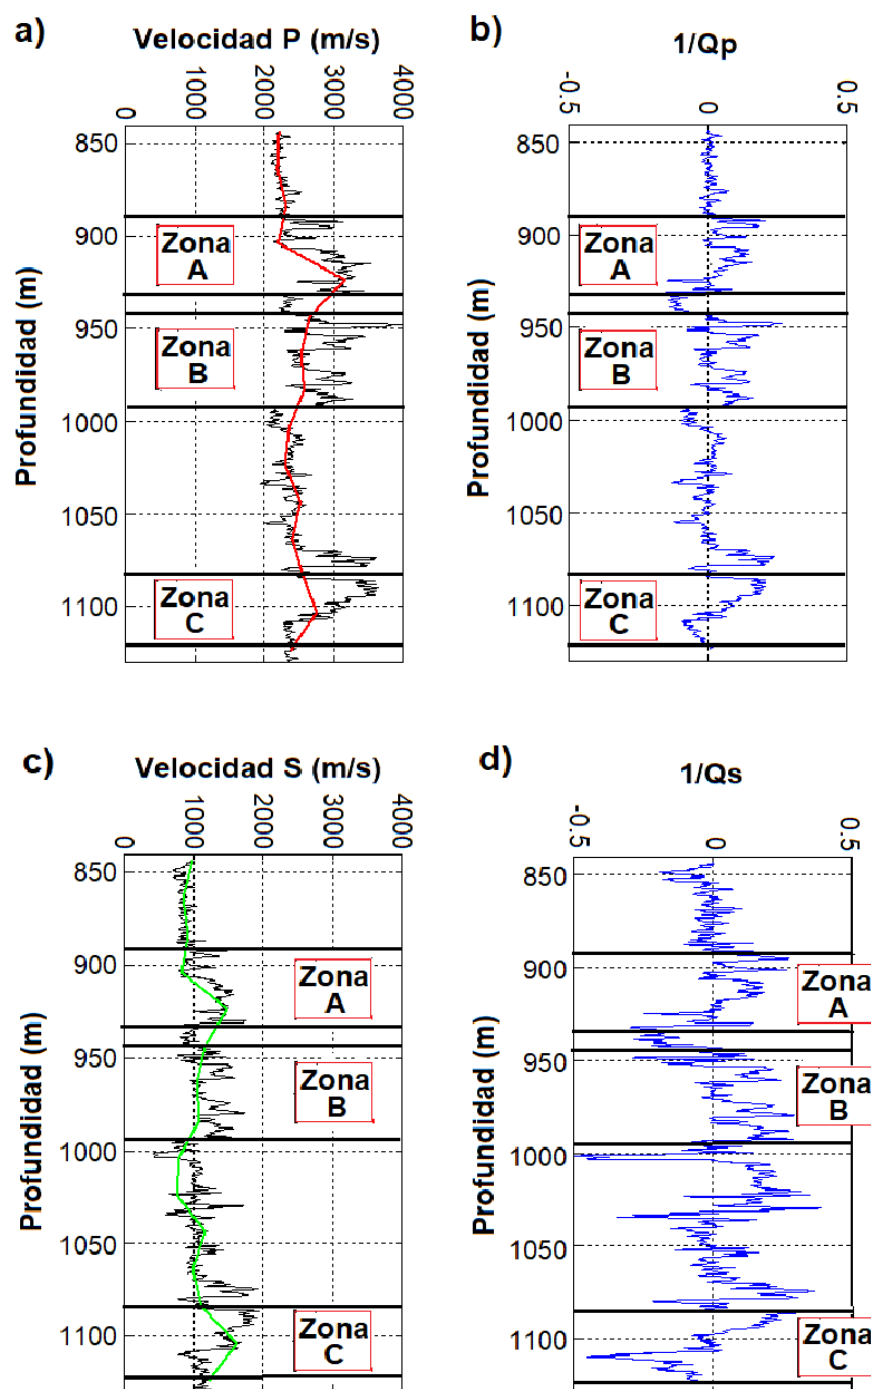 a)
Velocidad P (m/s)
0
1000
2000
3000
4000
Profundidad (m)
850
900
950
1000
1050
1100
Zona
A
Zona
B
Zona
C
b)
1/Qp
-0.5
0
0.5
Profundidad (m)
850
900
950
1000
1050
1100
Zona
A
Zona
B
Zona
C
c)
Velocidad S (m/s)
0
1000
2000
3000
4000
Profundidad (m)
850
900
950
1000
1050
1100
Zona
A
Zona
B
Zona
C
d)
1/Qs
-0.5
0
0.5
Profundidad (m)
850
900
950
1000
1050
1100
Zona
A
Zona
B
Zona
C